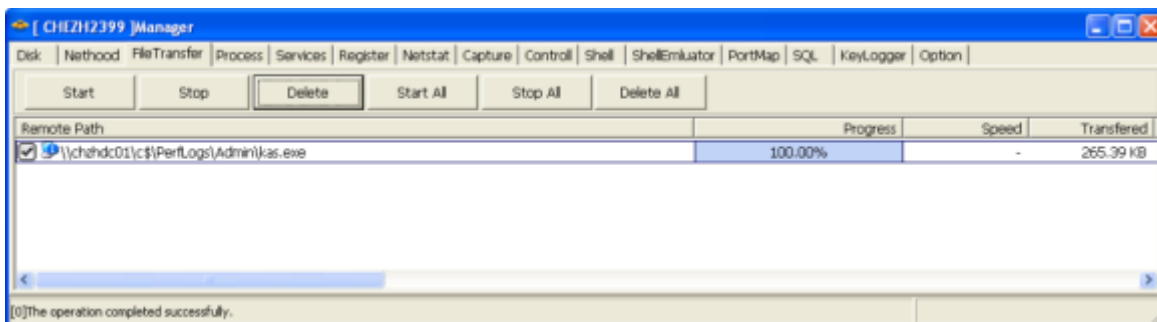 [ CHEZH2399 ]Manager
Disk Nethood FileTransfer Process Services Register Netstat Capture Controll Shell ShellEmluator PortMap SQL KeyLogger Option
Start Stop Delete Start All Stop All Delete All
Remote Path Progress Speed Transfered
\\chzhdc01\c$\PerfLogs\Admin\kas.exe 100.00% - 265.39 KB
[0]The operation completed successfully.